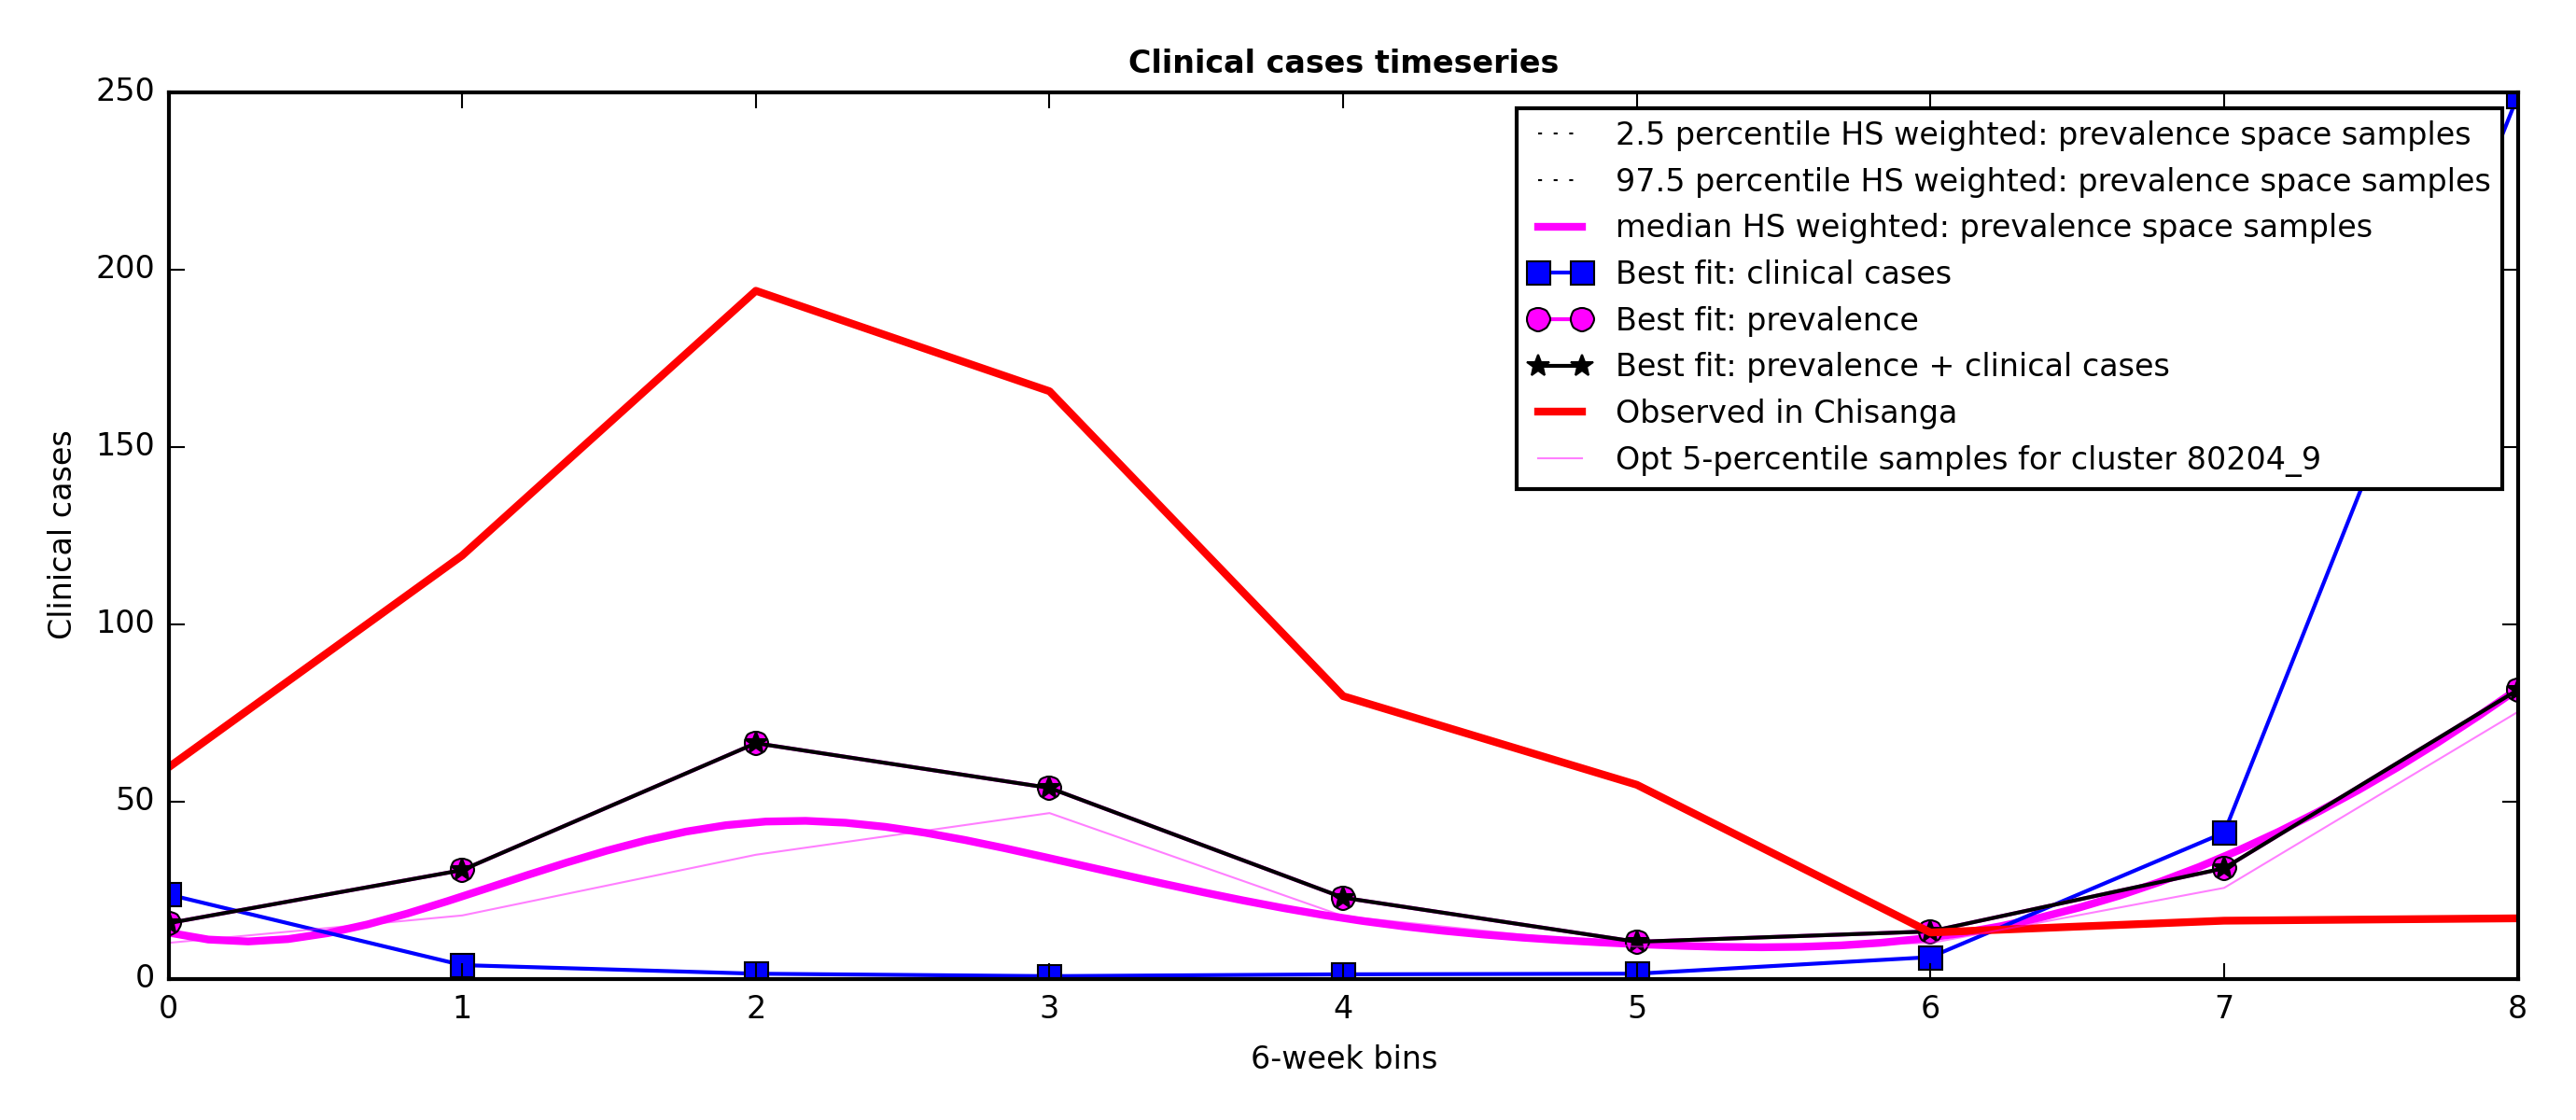 Clinical cases timeseries
250
200
150
100
50
0
Clinical cases
2.5 percentile HS weighted: prevalence space samples
97.5 percentile HS weighted: prevalence space samples
median HS weighted: prevalence space samples
Best fit: clinical cases
Best fit: prevalence
Best fit: prevalence + clinical cases
Observed in Chisanga
Opt 5-percentile samples for cluster 80204_9
0 1 2 3 4 5 6 7 8
6-week bins